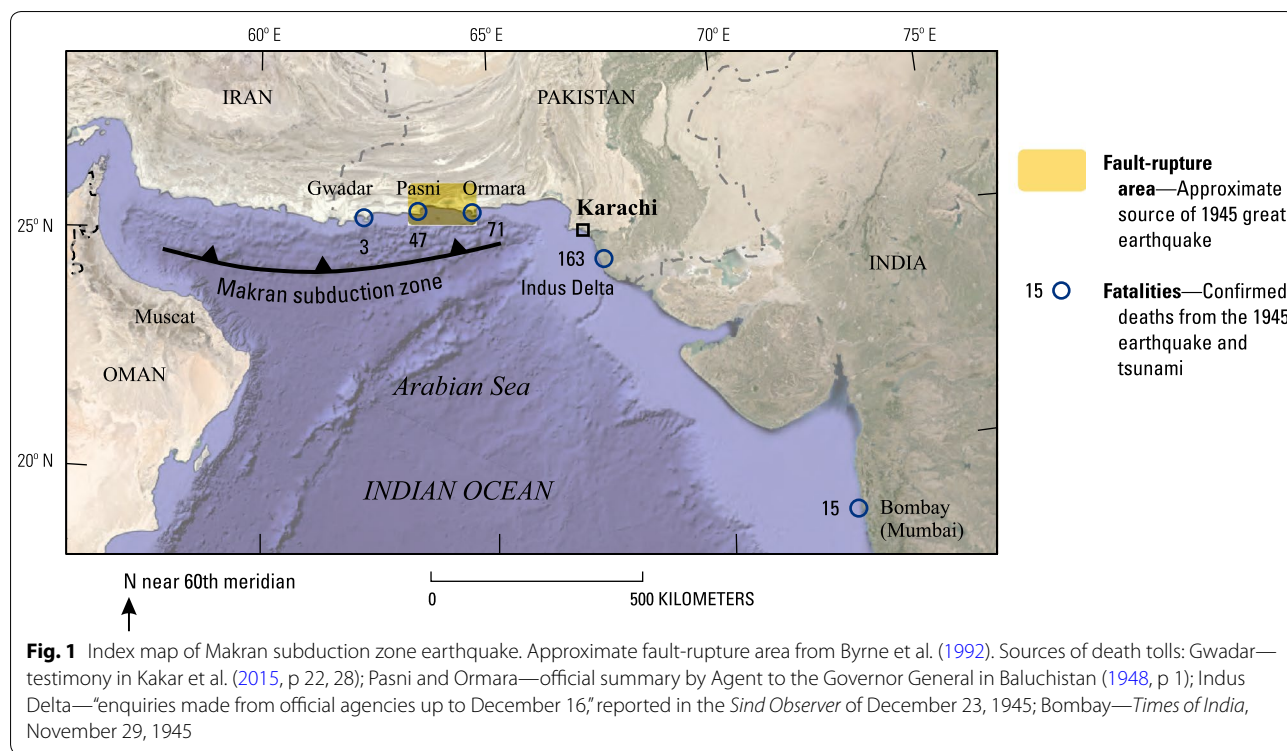 60° E 65° E 70° E 75° E
IRAN PAKISTAN
Gwadar Pasni Ormara
Karachi
25° N
3 47 71
163
INDIA
Makran subduction zone
Indus Delta
Muscat
OMAN
Arabian Sea
20° N
INDIAN OCEAN
15 Bombay
(Mumbai)
Fault-rupture
area—Approximate
source of 1945 great
earthquake
15 Fatalities—Confirmed
deaths from the 1945
earthquake and
tsunami
N near 60th meridian
0 500 KILOMETERS
Fig. 1 Index map of Makran subduction zone earthquake. Approximate fault-rupture area from Byrne et al. (1992). Sources of death tolls: Gwadar—
testimony in Kakar et al. (2015, p 22, 28); Pasni and Ormara—official summary by Agent to the Governor General in Baluchistan (1948, p 1); Indus
Delta—“enquiries made from official agencies up to December 16,” reported in the Sind Observer of December 23, 1945; Bombay—Times of India,
November 29, 1945